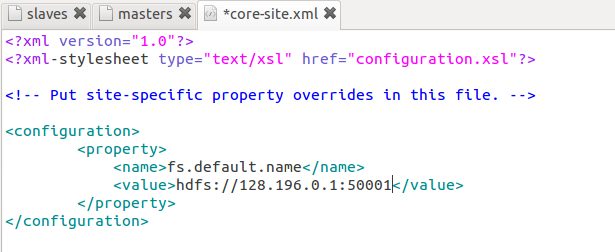 slaves masters *core-site.xml
<?xml version="1.0"?>
<?xml-stylesheet type="text/xsl" href="configuration.xsl"?>
<!-- Put site-specific property overrides in this file. -->
<configuration>
<property>
<name>fs.default.name</name>
<value>hdfs://128.196.0.1:50001</value>
</property>
</configuration>